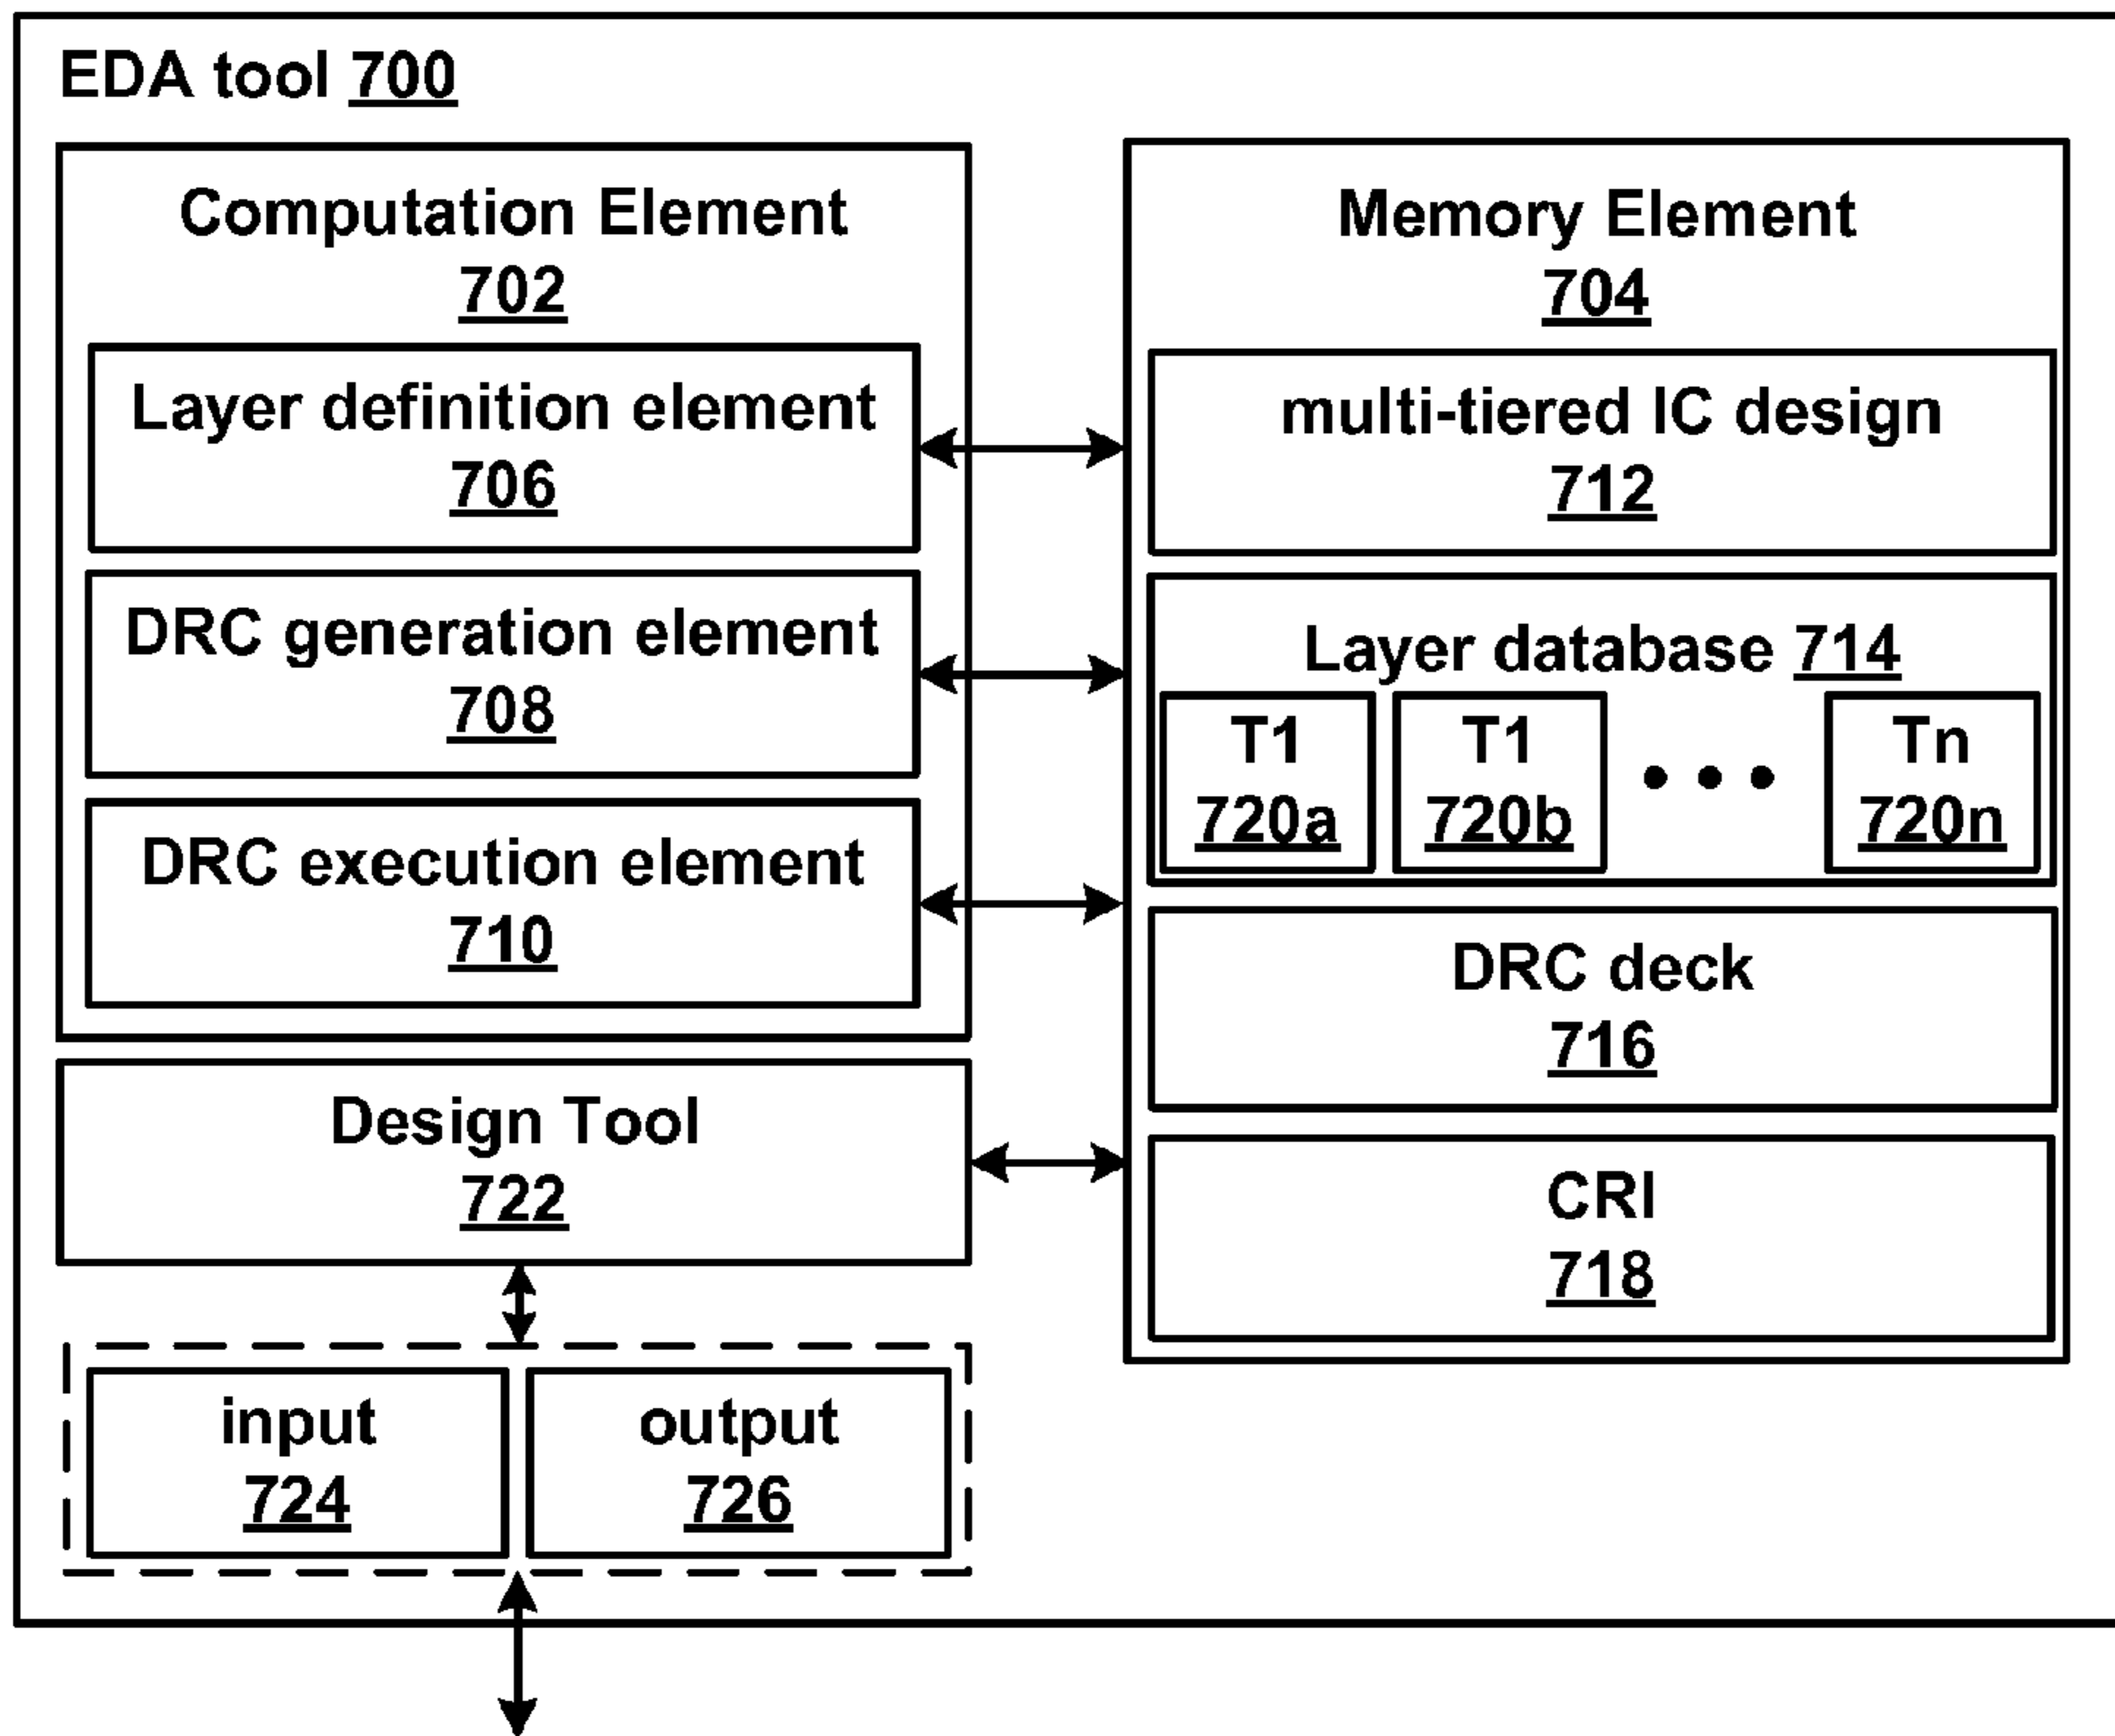 EDA tool 700
Computation Element
702
Layer definition element
706
DRC generation element
708
DRC execution element
710
Design Tool
722
input
724
output
726
Memory Element
704
multi-tiered IC design
712
Layer database 714
T1
720a
T1
720b
Tn
720n
DRC deck
716
CRI
718